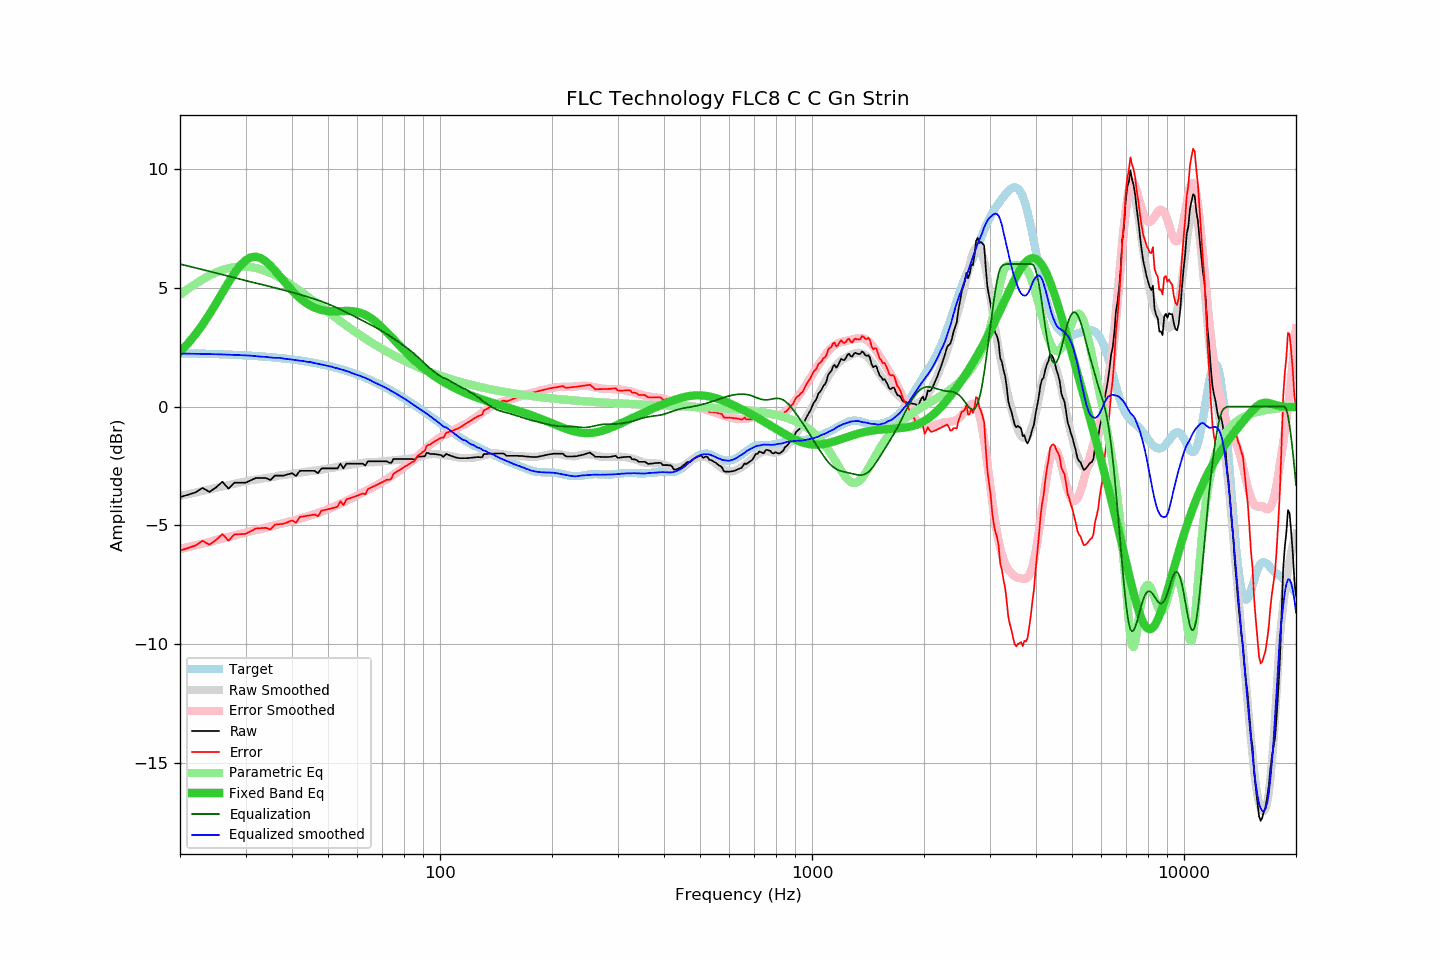 FLC Technology FLC8 C C Gn Strin
10
5
0
−5
−10
−15
Amplitude (dBr)
Target
Raw Smoothed
Error Smoothed
Raw
Error
Parametric Eq
Fixed Band Eq
Equalization
Equalized smoothed
100
1000
10000
Frequency (Hz)